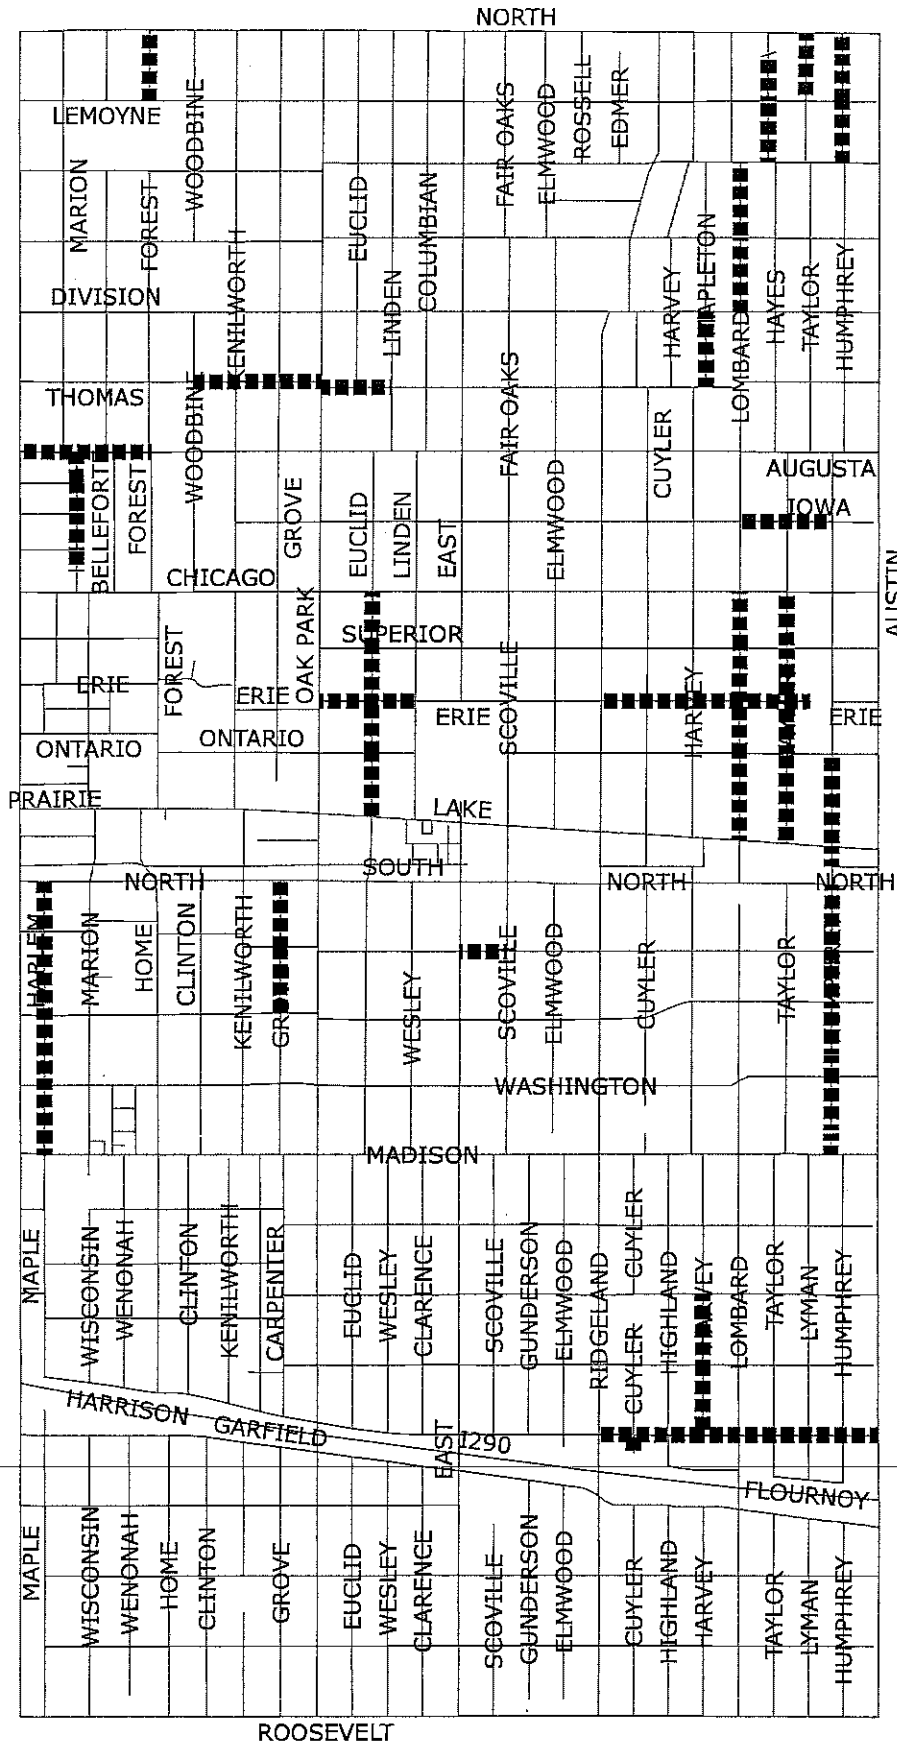 NORTH
LEMOYNE
WOODBINE
FAIR OAKS
ELMWOOD
ROSSELL
EDMER
MARION
FOREST
EUCLID
COLUMBIAN
KENILWORTH
LINDEN
HARVEY
LOMBARD
HAYES
TAYLOR
HUMPHREY
DIVISION
THOMAS
WOODBINE
FAIR OAKS
CUYLER
AUGUSTA
IOWA
BELLEFORT
FOREST
GROVE
EUCLID
LINDEN
EAST
ELMWOOD
CHICAGO
AUSTIN
SUPERIOR
OAK PARK
FOREST
SCOVILLE
ERIE
ERIE
ERIE
ERIE
ONTARIO
ONTARIO
PRAIRIE
LAKE
SOUTH
NORTH
NORTH
NORTH
HARLEM
MARION
HOME
CLINTON
KENILWORTH
WESLEY
SCOVILLE
ELMWOOD
CUYLER
TAYLOR
WASHINGTON
MADISON
MAPLE
WISCONSIN
WENONAH
CLINTON
KENILWORTH
CARPENTER
EUCLID
WESLEY
CLARENCE
SCOVILLE
GUNDERSON
ELMWOOD
RIDGELAND
CUYLER
CUYLER
HIGHLAND
LOMBARD
TAYLOR
LYMAN
HUMPHREY
HARRISON
GARFIELD
EAST
I290
FLOURNOY
MAPLE
WISCONSIN
WENONAH
HOME
CLINTON
GROVE
EUCLID
WESLEY
CLARENCE
SCOVILLE
GUNDERSON
ELMWOOD
CUYLER
HIGHLAND
HARVEY
TAYLOR
LYMAN
HUMPHREY
ROOSEVELT